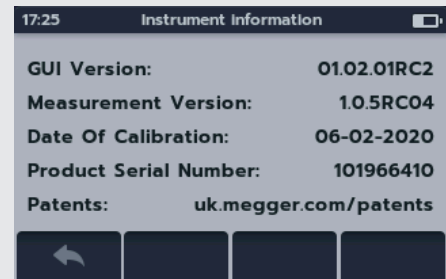 17:25 Instrument Information
GUI Version: 01.02.01RC2
Measurement Version: 1.0.5RC04
Date Of Calibration: 06-02-2020
Product Serial Number: 101966410
Patents: uk.megger.com/patents